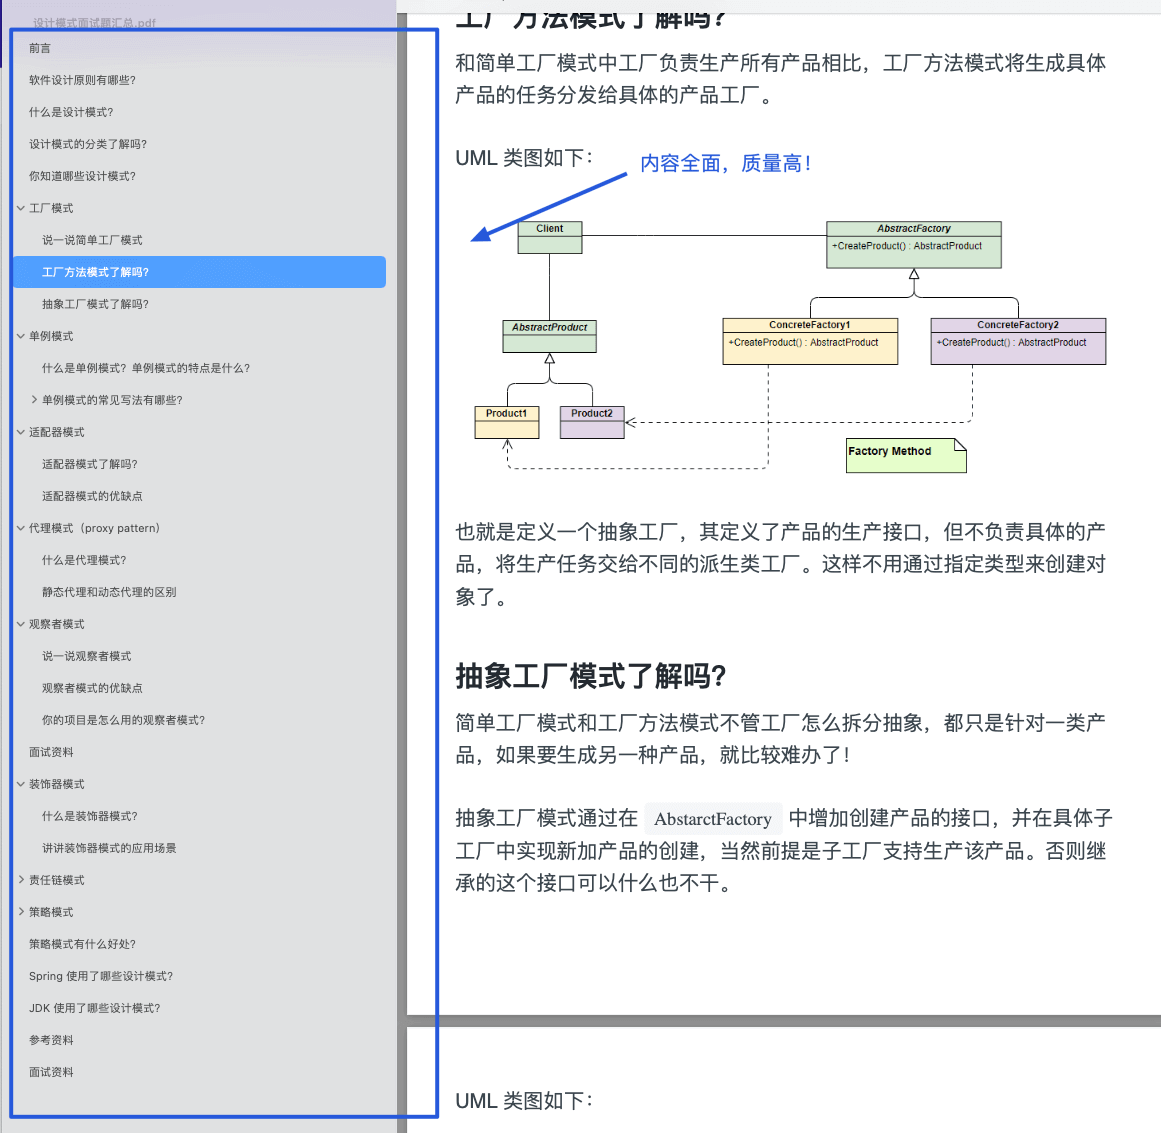 设计模式面试题汇总.pdf
前言
软件设计原则有哪些?
什么是设计模式?
设计模式的分类了解吗?
你知道哪些设计模式?
工厂模式
说一说简单工厂模式
工厂方法模式了解吗?
抽象工厂模式了解吗?
单例模式
什么是单例模式？单例模式的特点是什么?
单例模式的常见写法有哪些?
适配器模式
适配器模式了解吗?
适配器模式的优缺点
代理模式（proxy pattern）
什么是代理模式?
静态代理和动态代理的区别
观察者模式
说一说观察者模式
观察者模式的优缺点
你的项目是怎么用的观察者模式?
面试资料
装饰器模式
什么是装饰器模式?
讲讲装饰器模式的应用场景
责任链模式
策略模式
策略模式有什么好处?
Spring 使用了哪些设计模式?
JDK 使用了哪些设计模式?
参考资料
面试资料
工厂方法模式了解吗?
和简单工厂模式中工厂负责生产所有产品相比，工厂方法模式将生成具体
产品的任务分发给具体的产品工厂。
UML 类图如下：
内容全面，质量高！
Client
AbstractFactory
+CreateProduct() : AbstractProduct
AbstractProduct
ConcreteFactory1
+CreateProduct() : AbstractProduct
ConcreteFactory2
+CreateProduct() : AbstractProduct
Product1
Product2
Factory Method
也就是定义一个抽象工厂，其定义了产品的生产接口，但不负责具体的产
品，将生产任务交给不同的派生类工厂。这样不用通过指定类型来创建对
象了。
抽象工厂模式了解吗?
简单工厂模式和工厂方法模式不管工厂怎么拆分抽象，都只是针对一类产
品，如果要生成另一种产品，就比较难办了！
抽象工厂模式通过在 AbstarctFactory 中增加创建产品的接口，并在具体子
工厂中实现新加产品的创建，当然前提是子工厂支持生产该产品。否则继
承的这个接口可以什么也不干。
UML 类图如下：